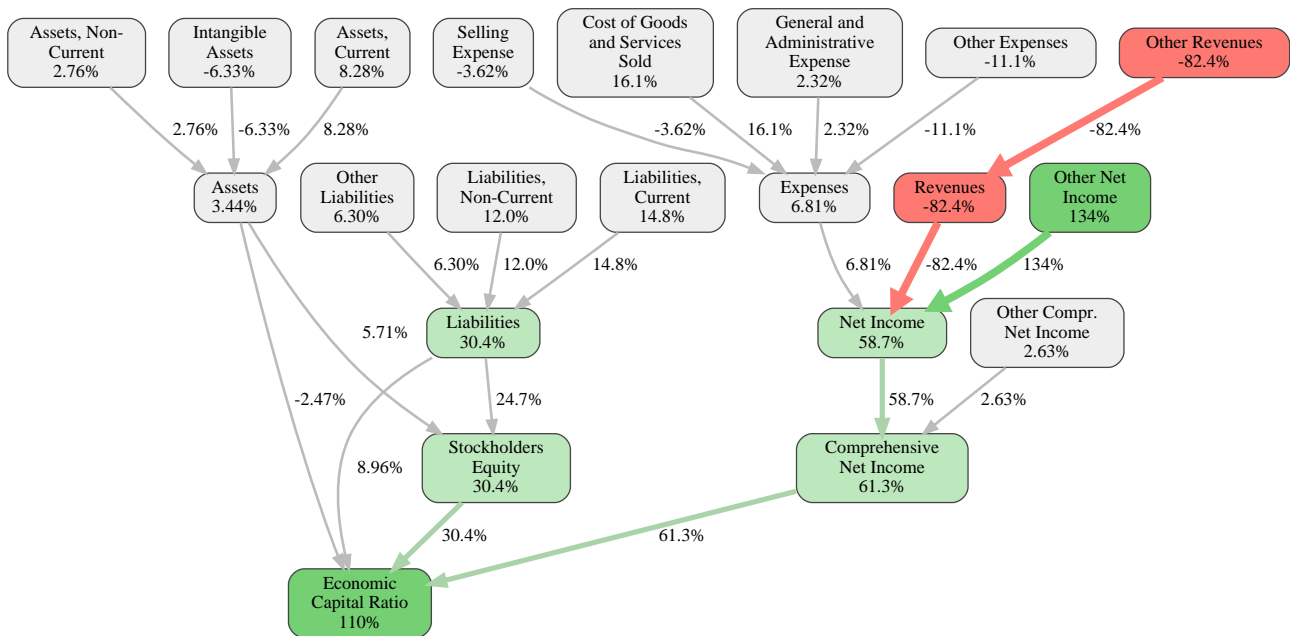 Assets, Non-
Current
2.76%
Intangible
Assets
-6.33%
Assets,
Current
8.28%
Selling
Expense
-3.62%
Cost of Goods
and Services
Sold
16.1%
General and
Administrative
Expense
2.32%
Other Expenses
-11.1%
Other Revenues
-82.4%
2.76%
-6.33%
8.28%
-3.62%
16.1%
2.32%
-11.1%
-82.4%
Assets
3.44%
Other
Liabilities
6.30%
Liabilities,
Non-Current
12.0%
Liabilities,
Current
14.8%
Expenses
6.81%
Revenues
-82.4%
Other Net
Income
134%
6.30%
12.0%
14.8%
6.81%
-82.4%
134%
Liabilities
30.4%
Net Income
58.7%
Other Compr.
Net Income
2.63%
5.71%
-2.47%
24.7%
58.7%
2.63%
Stockholders
Equity
30.4%
Comprehensive
Net Income
61.3%
8.96%
30.4%
61.3%
Economic
Capital Ratio
110%